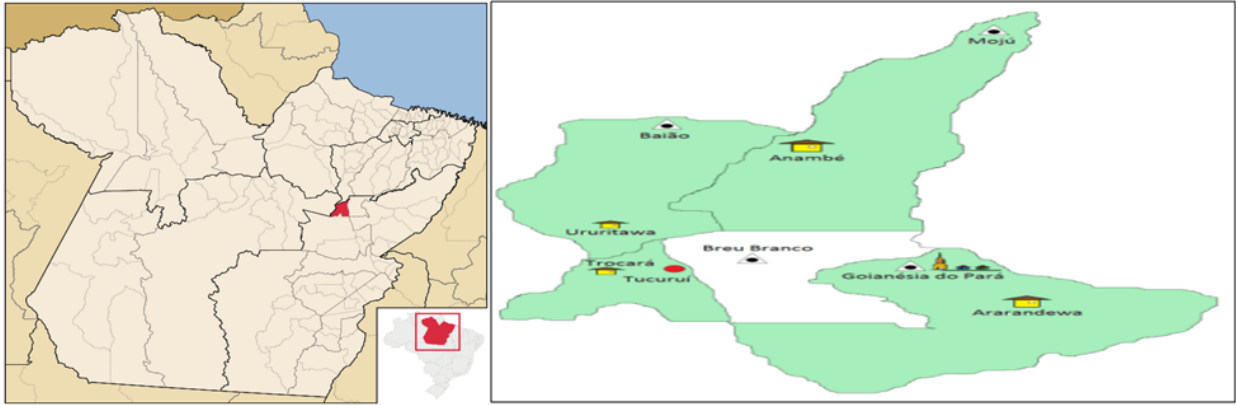 Mojú
Baião
Anambé
Ururitawa
Breu Branco
Trocará
Tucuruí
Goianésia do Pará
Ararandewa